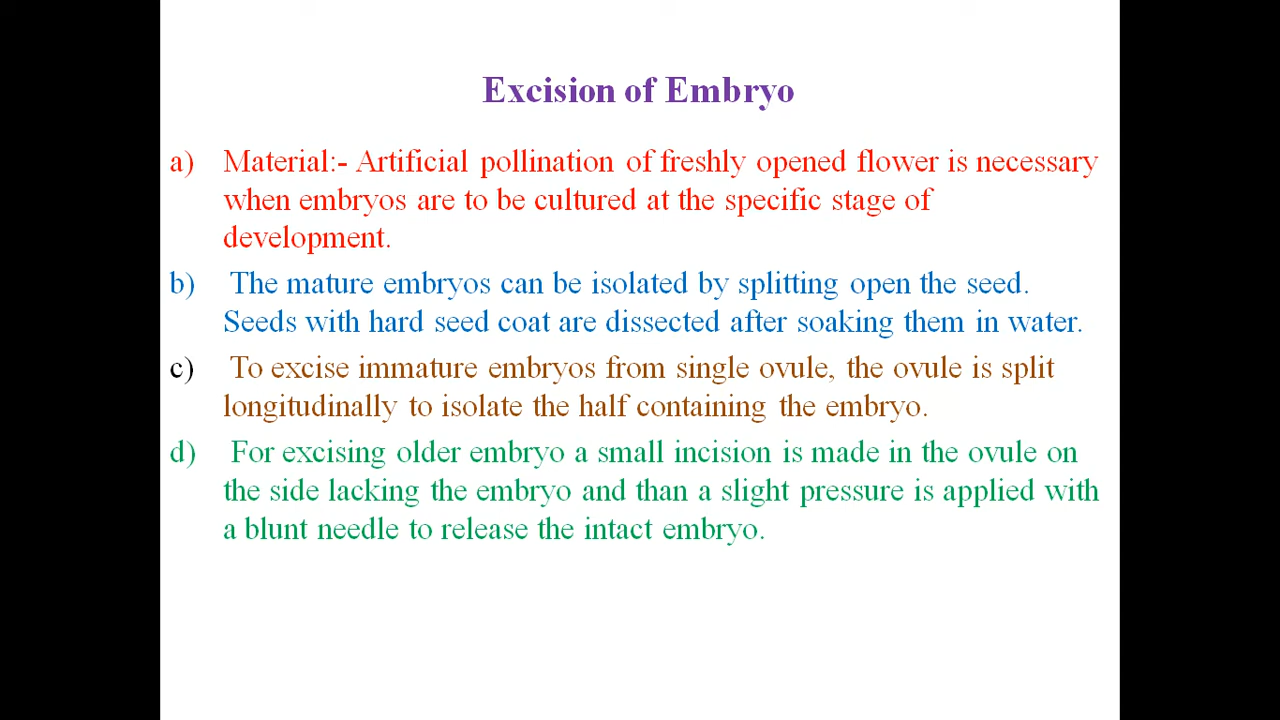 Excision of Embryo
a) Material:- Artificial pollination of freshly opened flower is necessary
when embryos are to be cultured at the specific stage of
development.
b) The mature embryos can be isolated by splitting open the seed.
Seeds with hard seed coat are dissected after soaking them in water.
c) To excise immature embryos from single ovule, the ovule is split
longitudinally to isolate the half containing the embryo.
d) For excising older embryo a small incision is made in the ovule on
the side lacking the embryo and than a slight pressure is applied with
a blunt needle to release the intact embryo.